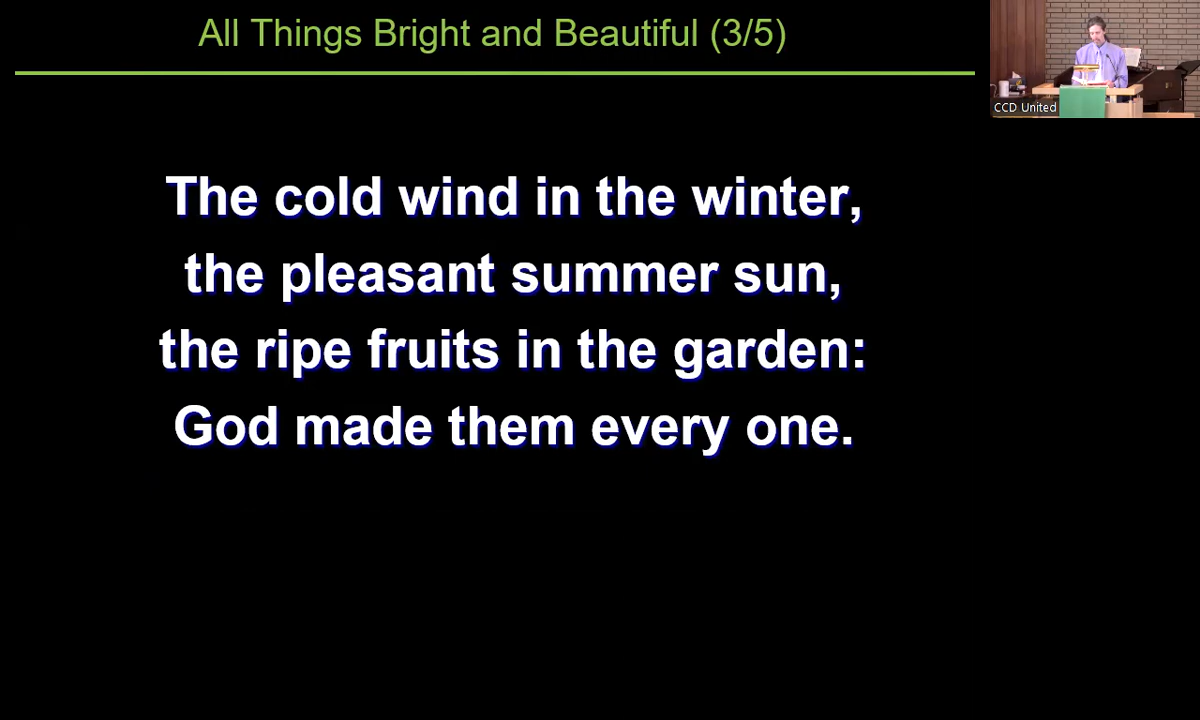 All Things Bright and Beautiful (3/5)
CCD United
The cold wind in the winter,
the pleasant summer sun,
the ripe fruits in the garden:
God made them every one.